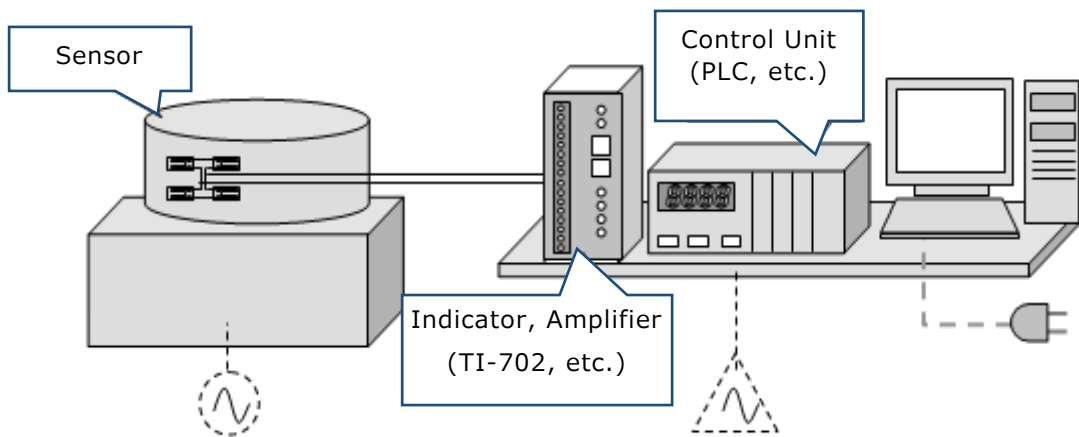 Sensor
Control Unit
(PLC, etc.)
Indicator, Amplifier
(TI-702, etc.)